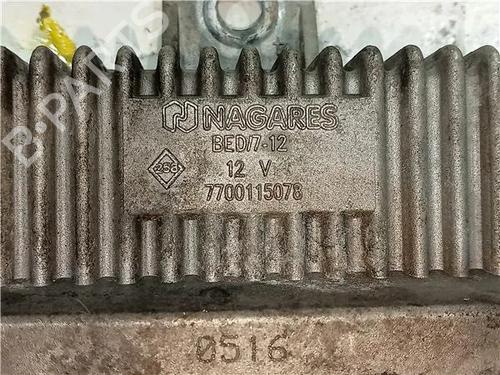 NAGARES
BED/7-12
12 V
7700115078
0516
B-PARTS